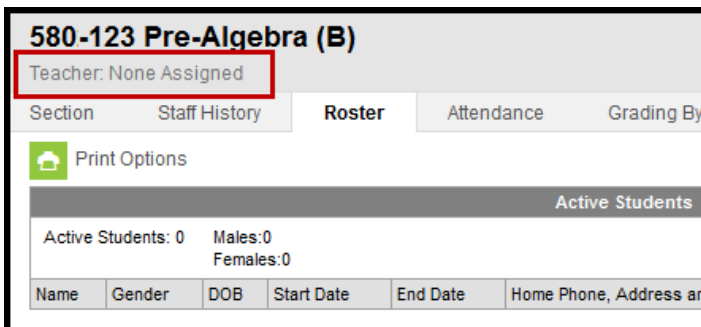 580-123 Pre-Algebra (B)
Teacher: None Assigned
Section Staff History Roster Attendance Grading By
Print Options
Active Students
Active Students: 0 Males:0
Females:0
Name Gender DOB Start Date End Date Home Phone, Address